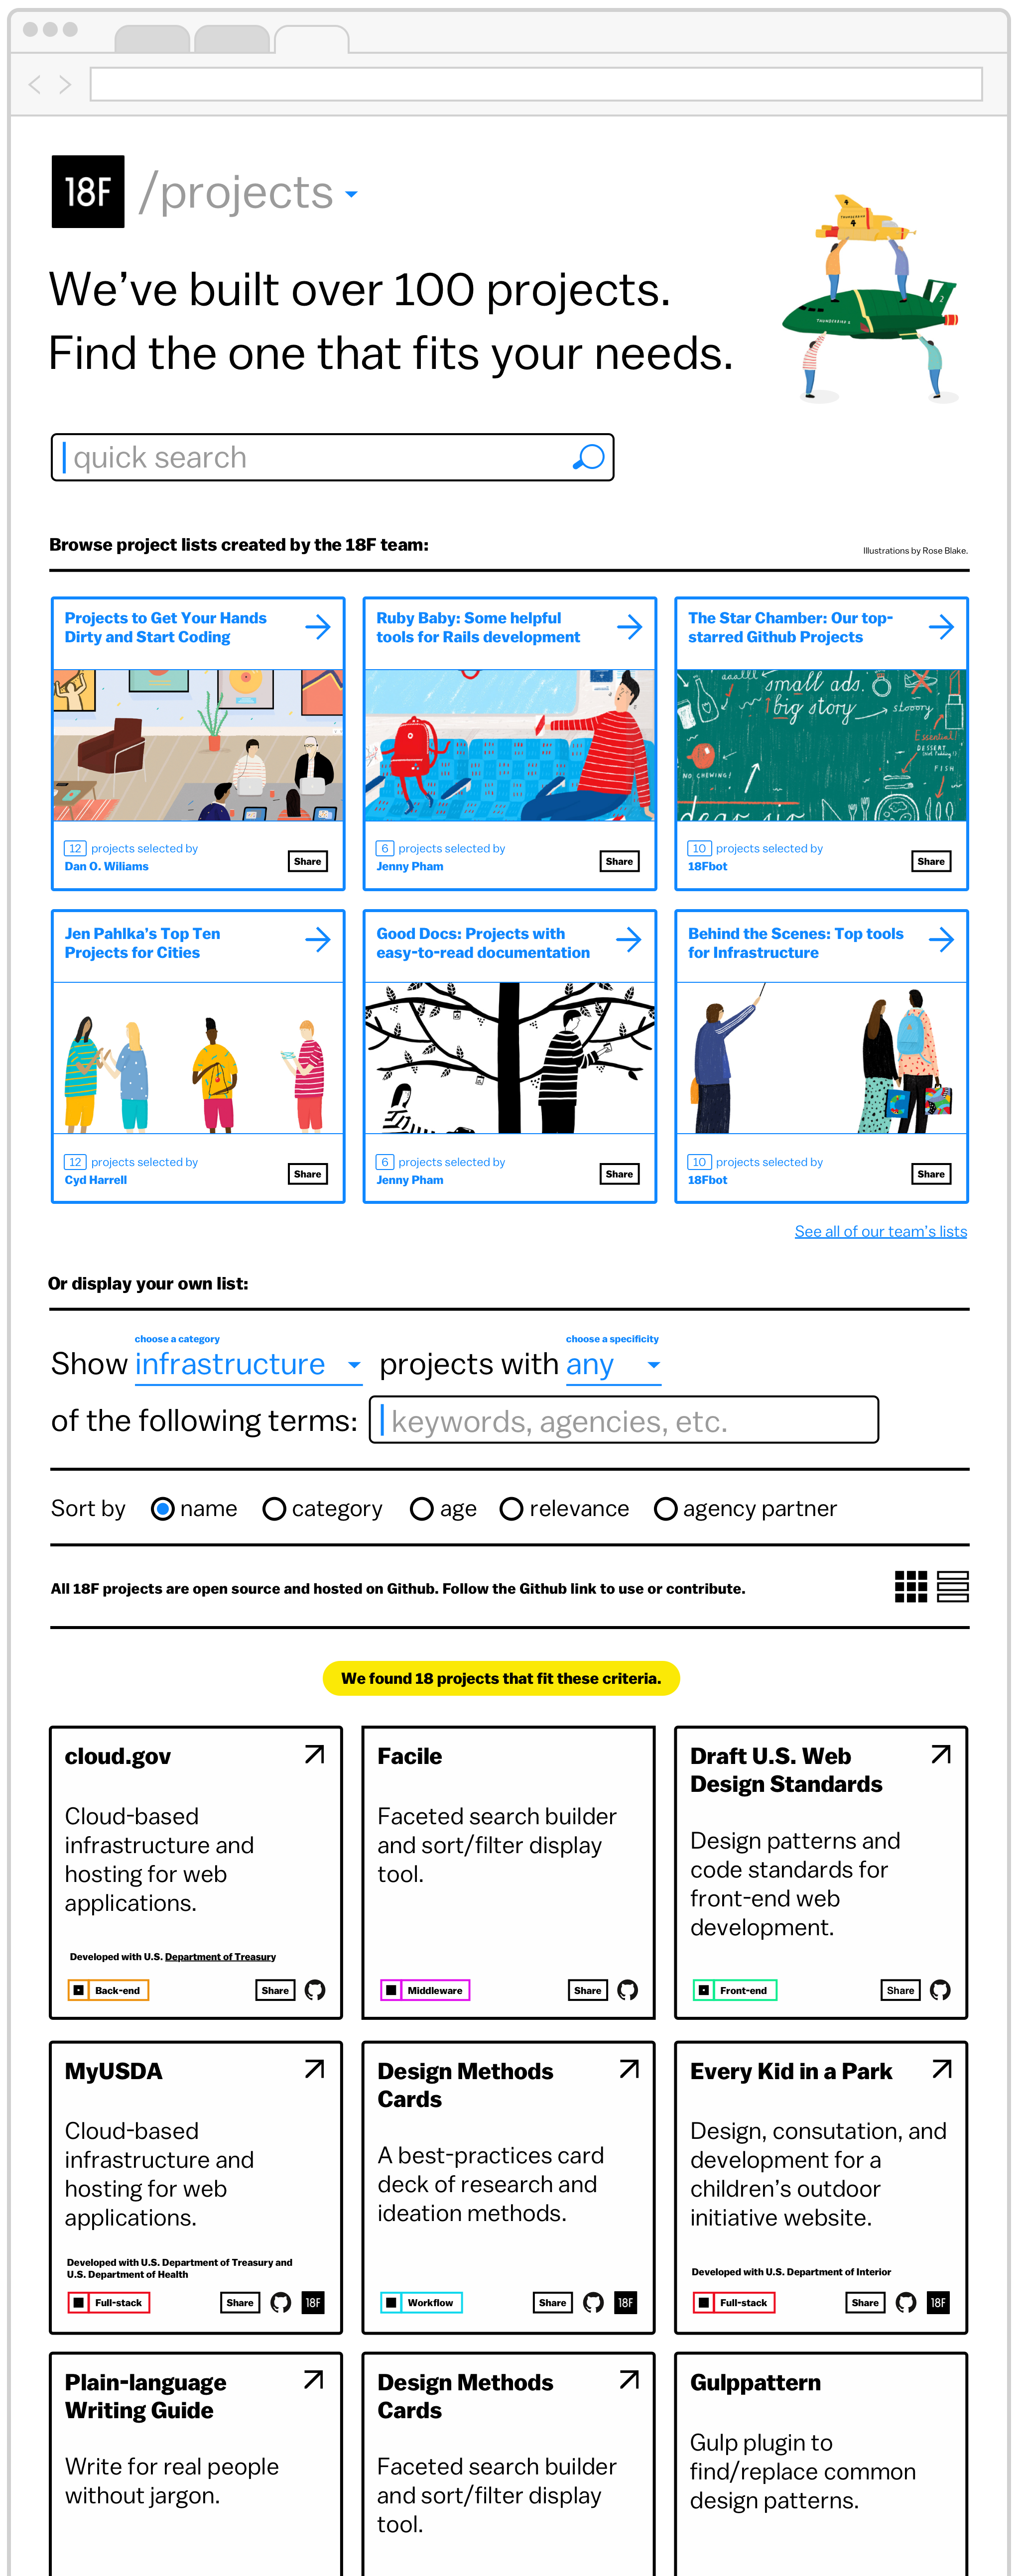 18F /projects
We’ve built over 100 projects.
Find the one that fits your needs.
quick search
Browse project lists created by the 18F team:
Illustrations by Rose Blake.
Projects to Get Your Hands
Dirty and Start Coding
12 projects selected by
Dan O. Wiliams
Share
Ruby Baby: Some helpful
tools for Rails development
6 projects selected by
Jenny Pham
Share
The Star Chamber: Our top-
starred Github Projects
small ads.
1 big story
stooory
Essential!
DESSERT
FISH
NO CHEWING!
10 projects selected by
18Fbot
Share
Jen Pahlka’s Top Ten
Projects for Cities
12 projects selected by
Cyd Harrell
Share
Good Docs: Projects with
easy-to-read documentation
6 projects selected by
Jenny Pham
Share
Behind the Scenes: Top tools
for Infrastructure
10 projects selected by
18Fbot
Share
See all of our team’s lists
Or display your own list:
choose a category
choose a specificity
Show infrastructure projects with any
of the following terms: keywords, agencies, etc.
Sort by name category age relevance agency partner
All 18F projects are open source and hosted on Github. Follow the Github link to use or contribute.
We found 18 projects that fit these criteria.
cloud.gov
Cloud-based
infrastructure and
hosting for web
applications.
Developed with U.S. Department of Treasury
Back-end
Share
Facile
Faceted search builder
and sort/filter display
tool.
Middleware
Share
Draft U.S. Web
Design Standards
Design patterns and
code standards for
front-end web
development.
Front-end
Share
MyUSDA
Cloud-based
infrastructure and
hosting for web
applications.
Developed with U.S. Department of Treasury and
U.S. Department of Health
Full-stack
Share
18F
Design Methods
Cards
A best-practices card
deck of research and
ideation methods.
Workflow
Share
18F
Every Kid in a Park
Design, consutation, and
development for a
children’s outdoor
initiative website.
Developed with U.S. Department of Interior
Full-stack
Share
18F
Plain-language
Writing Guide
Write for real people
without jargon.
Design Methods
Cards
Faceted search builder
and sort/filter display
tool.
Gulppattern
Gulp plugin to
find/replace common
design patterns.